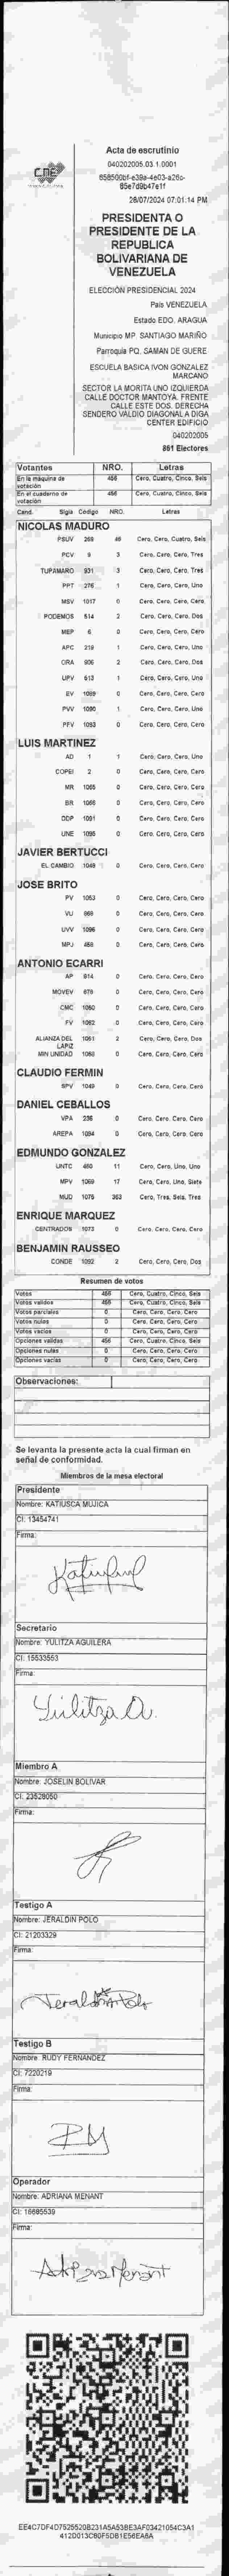 CNE
Acta de escrutinio
040202005.03.1.0001
28/07/2024 07:01:14 PM
PRESIDENTA O
PRESIDENTE DE LA
REPUBLICA
BOLIVARIANA DE
VENEZUELA
ELECCIÓN PRESIDENCIAL 2024
País VENEZUELA
Estado EDO. ARAGUA
Municipio MP. SANTIAGO MARIÑO
Parroquia PQ. SAMAN DE GUERE
ESCUELA BASICA IVON GONZALEZ
MARCANO
SECTOR LA MORITA UNO IZQUIERDA
CALLE DOCTOR MANTOYA. FRENTE
CALLE ESTE DOS. DERECHA
SENDERO VALDIO DIAGONAL A DIGA
CENTER EDIFICIO
040202005
861 Electores
Votantes NRO. Letras
En la máquina de votación 456 Cero, Cuatro, Cinco, Seis
En el cuaderno de votación 456 Cero, Cuatro, Cinco, Seis
Cand. Sigla Código NRO. Letras
NICOLAS MADURO
PSUV 269 46 Cero, Cero, Cuatro, Seis
PCV 9 3 Cero, Cero, Cero, Tres
TUPAMARO 931 3 Cero, Cero, Cero, Tres
PPT 276 1 Cero, Cero, Cero, Uno
MSV 1017 0 Cero, Cero, Cero, Cero
PODEMOS 514 2 Cero, Cero, Cero, Dos
MEP 6 0 Cero, Cero, Cero, Cero
APC 219 1 Cero, Cero, Cero, Uno
ORA 906 2 Cero, Cero, Cero, Dos
UPV 613 1 Cero, Cero, Cero, Uno
EV 1089 0 Cero, Cero, Cero, Cero
PVV 1090 1 Cero, Cero, Cero, Uno
PFV 1093 0 Cero, Cero, Cero, Cero
LUIS MARTINEZ
AD 1 1 Cero, Cero, Cero, Uno
COPEI 2 0 Cero, Cero, Cero, Cero
MR 1065 0 Cero, Cero, Cero, Cero
BR 1066 0 Cero, Cero, Cero, Cero
DDP 1091 0 Cero, Cero, Cero, Cero
UNE 1095 0 Cero, Cero, Cero, Cero
JAVIER BERTUCCI
EL CAMBIO 1048 0 Cero, Cero, Cero, Cero
JOSE BRITO
PV 1053 0 Cero, Cero, Cero, Cero
VU 968 0 Cero, Cero, Cero, Cero
UVV 1096 0 Cero, Cero, Cero, Cero
MPJ 458 0 Cero, Cero, Cero, Cero
ANTONIO ECARRI
AP 814 0 Cero, Cero, Cero, Cero
MOVEV 679 0 Cero, Cero, Cero, Cero
CMC 1060 0 Cero, Cero, Cero, Cero
FV 1062 0 Cero, Cero, Cero, Cero
ALIANZA DEL LAPIZ 1051 2 Cero, Cero, Cero, Dos
MIN UNIDAD 1088 0 Cero, Cero, Cero, Cero
CLAUDIO FERMIN
SPV 1049 0 Cero, Cero, Cero, Cero
DANIEL CEBALLOS
VPA 236 0 Cero, Cero, Cero, Cero
AREPA 1094 0 Cero, Cero, Cero, Cero
EDMUNDO GONZALEZ
UNTC 460 11 Cero, Cero, Uno, Uno
MPV 1069 17 Cero, Cero, Uno, Siete
MUD 1075 363 Cero, Tres, Seis, Tres
ENRIQUE MARQUEZ
CENTRADOS 1073 0 Cero, Cero, Cero, Cero
BENJAMIN RAUSSEO
CONDE 1092 2 Cero, Cero, Cero, Dos
Resumen de votos
Votos 456 Cero, Cuatro, Cinco, Seis
Votos validos 456 Cero, Cuatro, Cinco, Seis
Votos parciales 0 Cero, Cero, Cero, Cero
Votos nulos 0 Cero, Cero, Cero, Cero
Votos vacios 0 Cero, Cero, Cero, Cero
Opciones validas 456 Cero, Cuatro, Cinco, Seis
Opciones nulas 0 Cero, Cero, Cero, Cero
Opciones vacias 0 Cero, Cero, Cero, Cero
Observaciones:
Se levanta la presente acta la cual firman en
señal de conformidad.
Miembros de la mesa electoral
Presidente
Nombre: KATIUSCA MUJICA
CI: 13454741
Firma:
Secretario
Nombre: YULITZA AGUILERA
CI: 15533553
Firma:
Yulitza A.
Miembro A
Nombre: JOSELIN BOLIVAR
CI: 23528050
Firma:
Testigo A
Nombre: JERALDIN POLO
CI: 21203329
Firma:
Jeraldin Polo
Testigo B
Nombre: RUDY FERNANDEZ
CI: 7220219
Firma:
Operador
Nombre: ADRIANA MENANT
CI: 16685539
Firma:
Adriana Menant